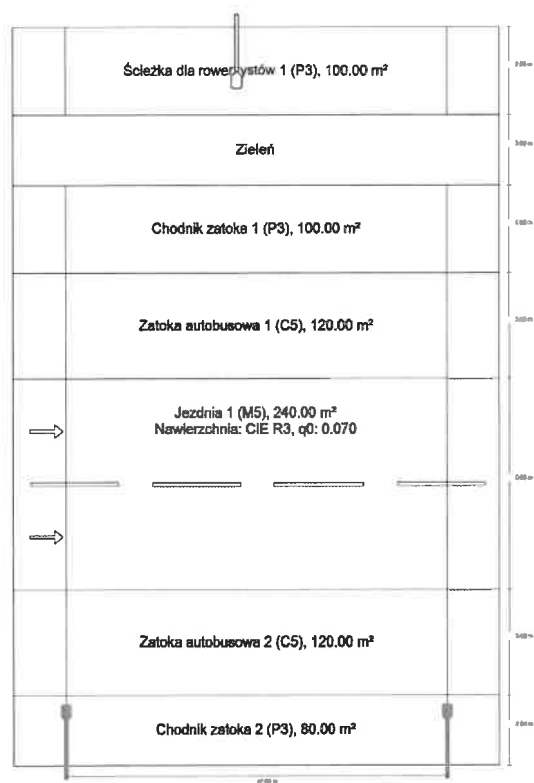 Ścieżka dla rowerzystów 1 (P3), 100.00 m²
Zieleń
Chodnik zatoka 1 (P3), 100.00 m²
Zatoka autobusowa 1 (C5), 120.00 m²
Jezdnia 1 (M5), 240.00 m²
Nawierzchnia: CIE R3, q0: 0.070
Zatoka autobusowa 2 (C5), 120.00 m²
Chodnik zatoka 2 (P3), 80.00 m²